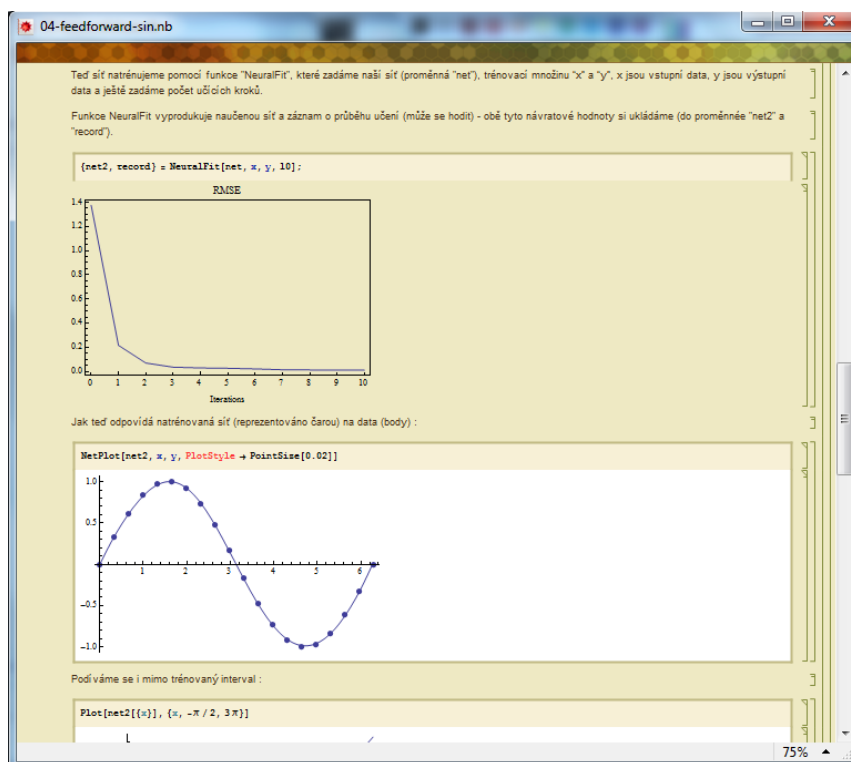 04-feedforward-sin.nb
Teď síť natrénujeme pomocí funkce "NeuralFit", které zadáme naší síť (proměnná "net"), trénovací množinu "x" a "y", x jsou vstupní data, y jsou výstupní
data a ještě zadáme počet učících kroků.
Funkce NeuralFit vyprodukuje naučenou síť a záznam o průběhu učení (může se hodit) - obě tyto návratové hodnoty si ukládáme (do proměnnée "net2" a
"record").
{net2, record} = NeuralFit[net, x, y, 10];
RMSE
1.4
1.2
1.0
0.8
0.6
0.4
0.2
0.0
0 1 2 3 4 5 6 7 8 9 10
Iterations
Jak teď odpovídá natrénovaná síť (reprezentováno čarou) na data (body) :
NetPlot[net2, x, y, PlotStyle → PointSize[0.02]]
1.0
0.5
1 2 3 4 5 6
-0.5
-1.0
Podíváme se i mimo trénovaný interval :
Plot[net2[{x}], {x, -π / 2, 3 π}]
75%